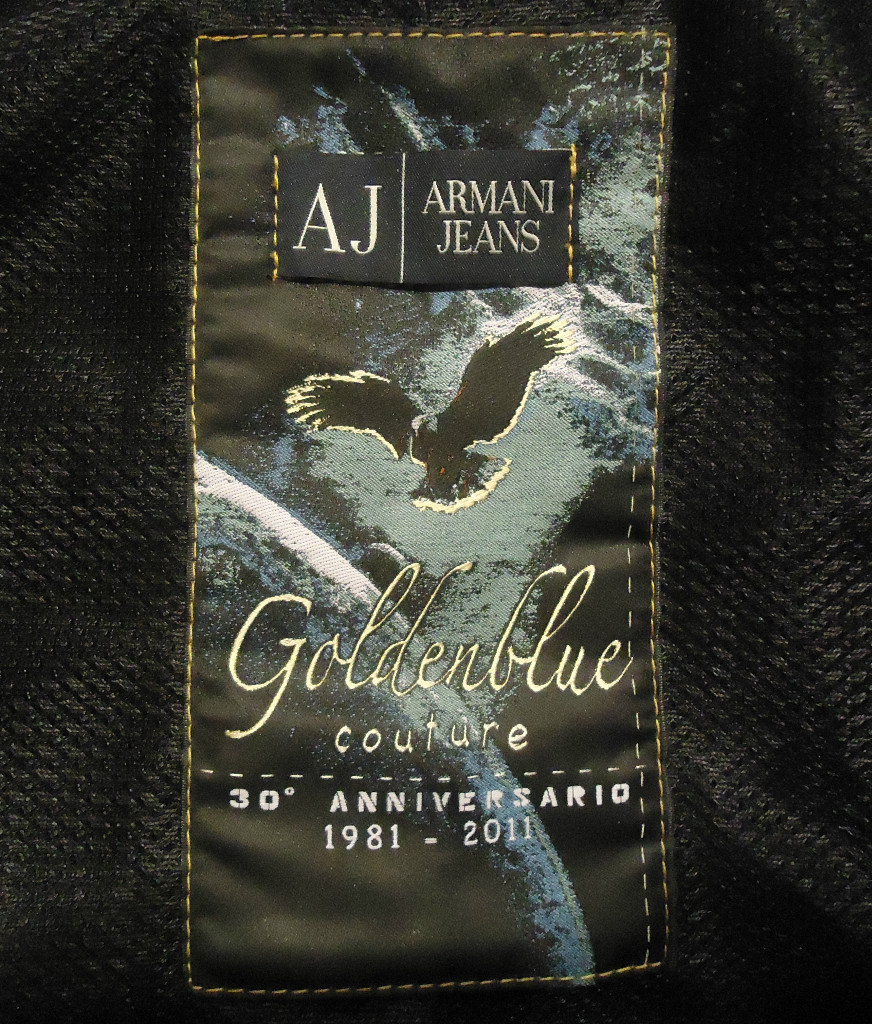 AJ
ARMANI
JEANS
Goldenblue
couture
30° ANNIVERSARIO
1981 - 2011